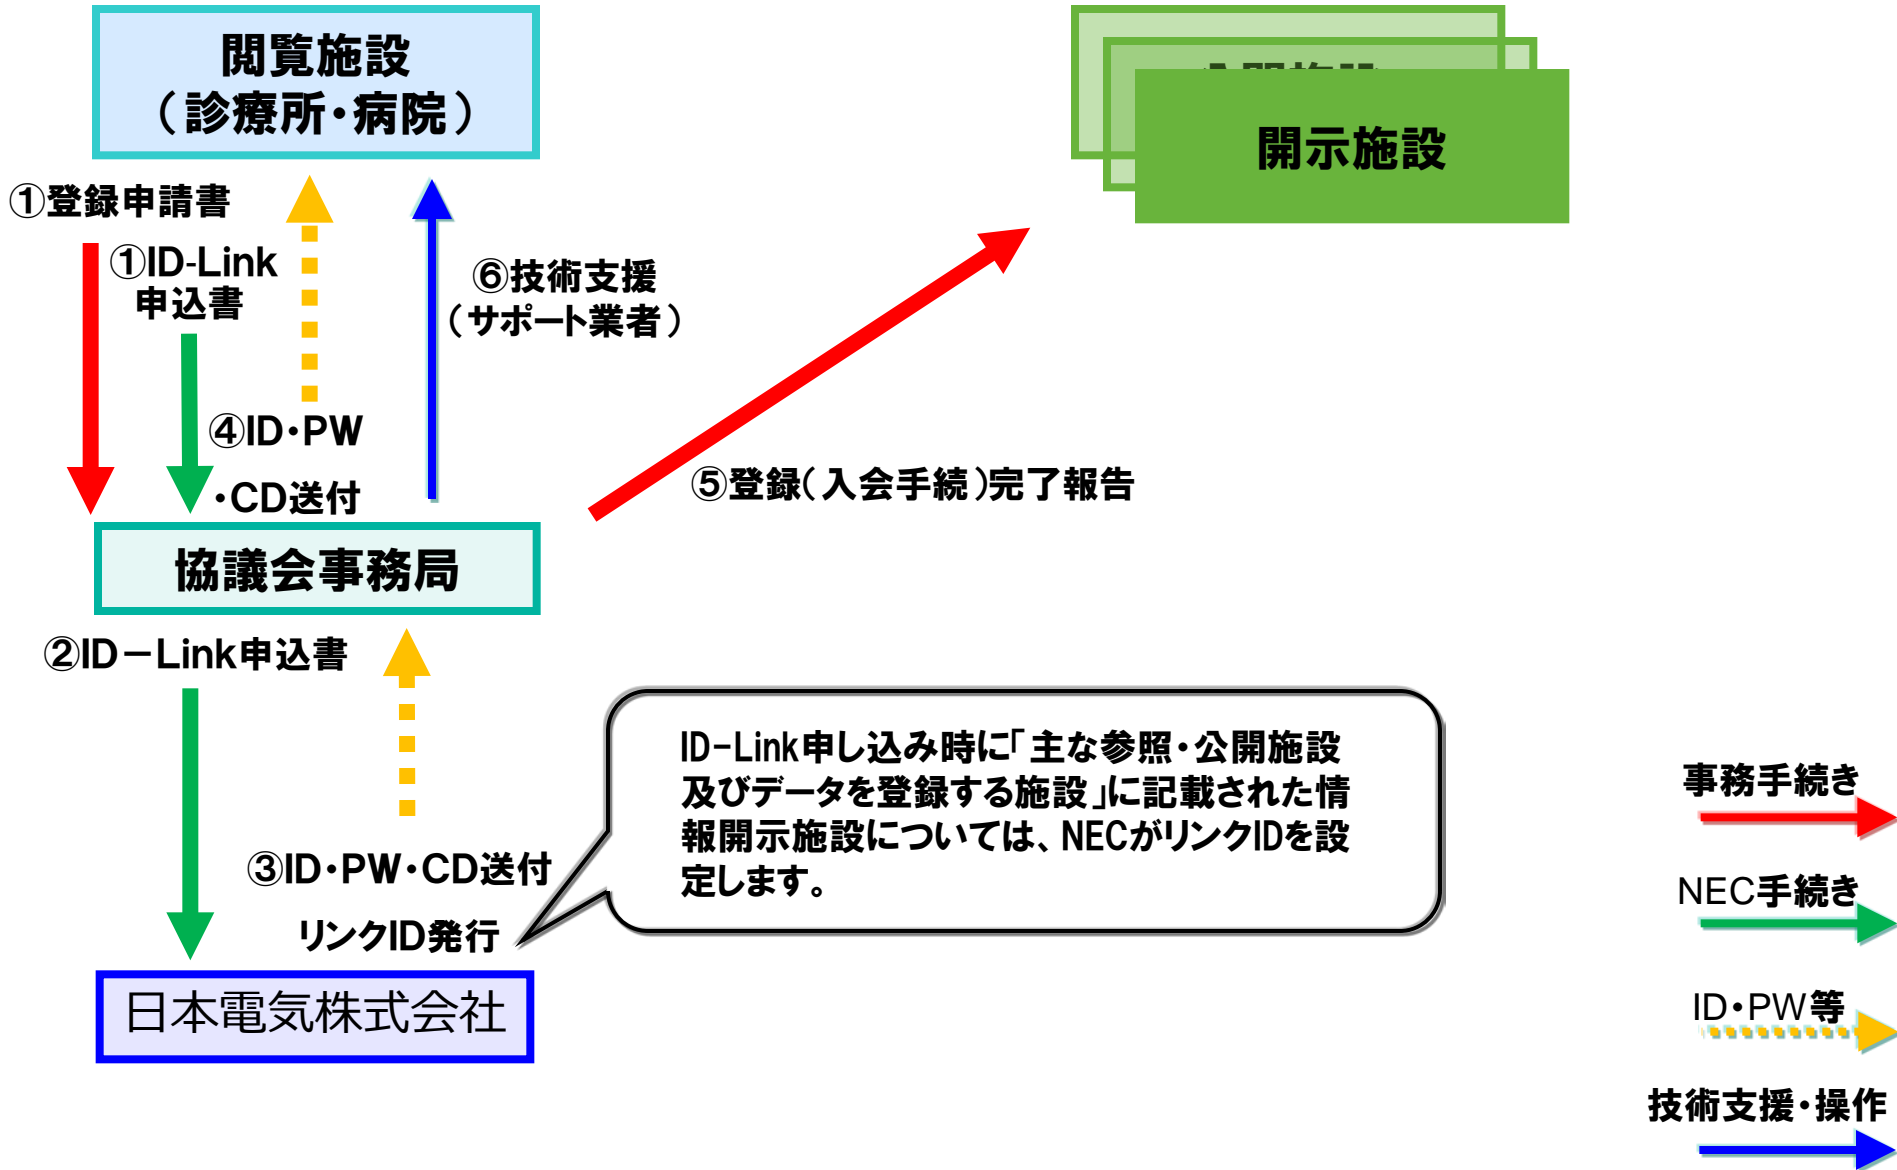 閲覧施設
（診療所・病院）
開示施設
①登録申請書
①ID-Link
申込書
⑥技術支援
（サポート業者）
④ID・PW
・CD送付
⑤登録（入会手続）完了報告
協議会事務局
②ID－Link申込書
ID-Link申し込み時に「主な参照・公開施設
及びデータを登録する施設」に記載された情
報開示施設については、NECがリンクIDを設
定します。
③ID・PW・CD送付
リンクID発行
日本電気株式会社
事務手続き
NEC手続き
ID・PW等
技術支援・操作